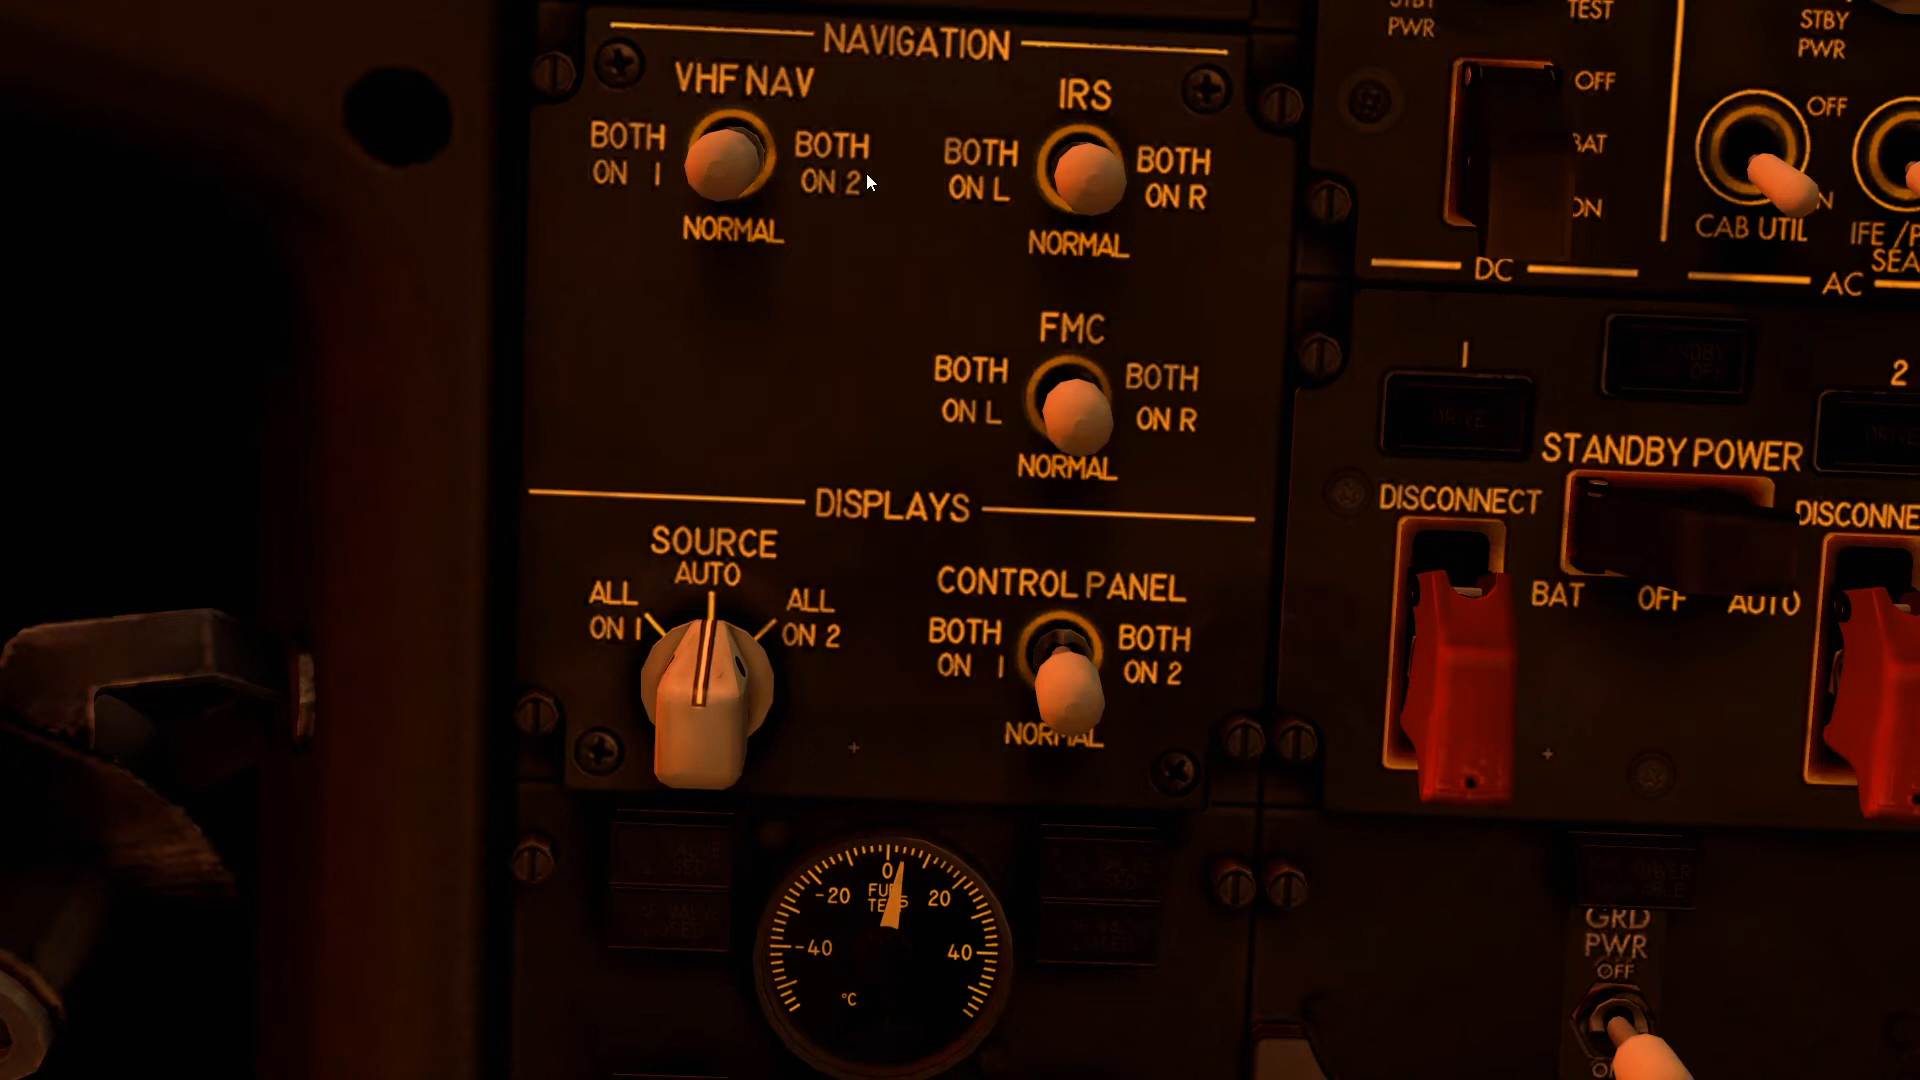 NAVIGATION
VHF NAV
BOTH
ON 1
BOTH
ON 2
NORMAL
IRS
BOTH
ON L
BOTH
ON R
NORMAL
FMC
BOTH
ON L
BOTH
ON R
NORMAL
DISPLAYS
SOURCE
AUTO
ALL
ON 1
ALL
ON 2
CONTROL PANEL
BOTH
ON 1
BOTH
ON 2
NORMAL
0
-20
20
-40
40
°C
STBY
PWR
TEST
OFF
BAT
ON
DC
STBY
PWR
OFF
CAB UTIL
AC
1
DRIVE
2
STANDBY POWER
DISCONNECT
BAT
OFF
AUTO
GRD
PWR
OFF